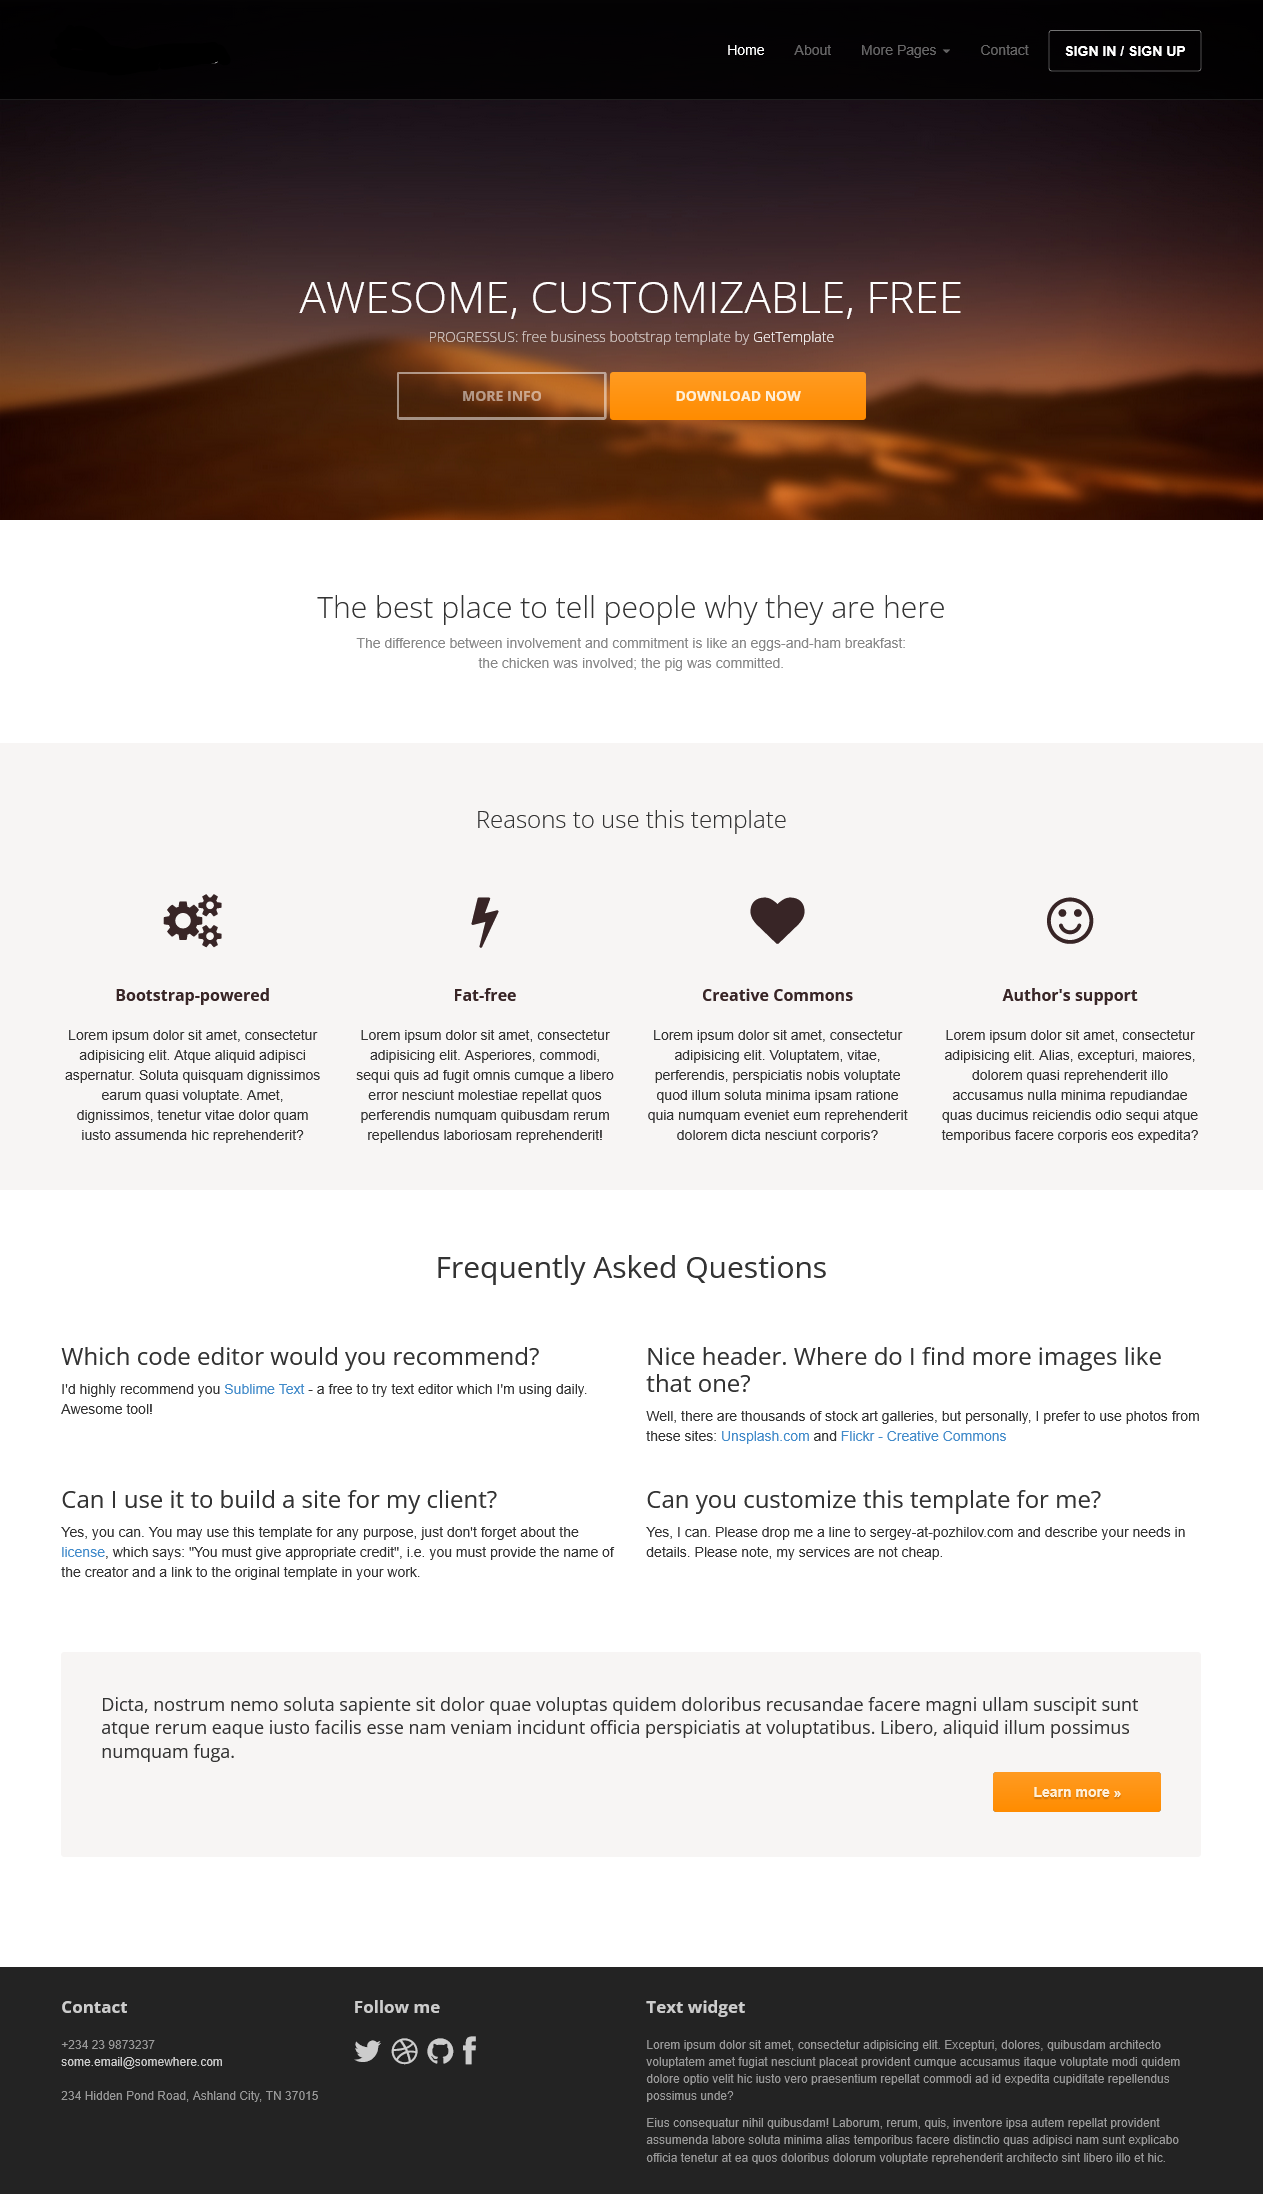 Home
About
More Pages
Contact
SIGN IN / SIGN UP
AWESOME, CUSTOMIZABLE, FREE
PROGRESSUS: free business bootstrap template by GetTemplate
MORE INFO
DOWNLOAD NOW
The best place to tell people why they are here
The difference between involvement and commitment is like an eggs-and-ham breakfast:
the chicken was involved; the pig was committed.
Reasons to use this template
Bootstrap-powered
Lorem ipsum dolor sit amet, consectetur
adipisicing elit. Atque aliquid adipisci
aspernatur. Soluta quisquam dignissimos
earum quasi voluptate. Amet,
dignissimos, tenetur vitae dolor quam
iusto assumenda hic reprehenderit?
Fat-free
Lorem ipsum dolor sit amet, consectetur
adipisicing elit. Asperiores, commodi,
sequi quis ad fugit omnis cumque a libero
error nesciunt molestiae repellat quos
perferendis numquam quibusdam rerum
repellendus laboriosam reprehenderit!
Creative Commons
Lorem ipsum dolor sit amet, consectetur
adipisicing elit. Voluptatem, vitae,
perferendis, perspiciatis nobis voluptate
quod illum soluta minima ipsam ratione
quia numquam eveniet eum reprehenderit
dolorem dicta nesciunt corporis?
Author's support
Lorem ipsum dolor sit amet, consectetur
adipisicing elit. Alias, excepturi, maiores,
dolorem quasi reprehenderit illo
accusamus nulla minima repudiandae
quas ducimus reiciendis odio sequi atque
temporibus facere corporis eos expedita?
Frequently Asked Questions
Which code editor would you recommend?
I'd highly recommend you Sublime Text - a free to try text editor which I'm using daily.
Awesome tool!
Nice header. Where do I find more images like
that one?
Well, there are thousands of stock art galleries, but personally, I prefer to use photos from
these sites: Unsplash.com and Flickr - Creative Commons
Can I use it to build a site for my client?
Yes, you can. You may use this template for any purpose, just don't forget about the
license, which says: "You must give appropriate credit", i.e. you must provide the name of
the creator and a link to the original template in your work.
Can you customize this template for me?
Yes, I can. Please drop me a line to sergey-at-pozhilov.com and describe your needs in
details. Please note, my services are not cheap.
Dicta, nostrum nemo soluta sapiente sit dolor quae voluptas quidem doloribus recusandae facere magni ullam suscipit sunt
atque rerum eaque iusto facilis esse nam veniam incidunt officia perspiciatis at voluptatibus. Libero, aliquid illum possimus
numquam fuga.
Learn more »
Contact
+234 23 9873237
some.email@somewhere.com
234 Hidden Pond Road, Ashland City, TN 37015
Follow me
Text widget
Lorem ipsum dolor sit amet, consectetur adipisicing elit. Excepturi, dolores, quibusdam architecto
voluptatem amet fugiat nesciunt placeat provident cumque accusamus itaque voluptate modi quidem
dolore optio velit hic iusto vero praesentium repellat commodi ad id expedita cupiditate repellendus
possimus unde?
Eius consequatur nihil quibusdam! Laborum, rerum, quis, inventore ipsa autem repellat provident
assumenda labore soluta minima alias temporibus facere distinctio quas adipisci nam sunt explicabo
officia tenetur at ea quos doloribus dolorum voluptate reprehenderit architecto sint libero illo et hic.